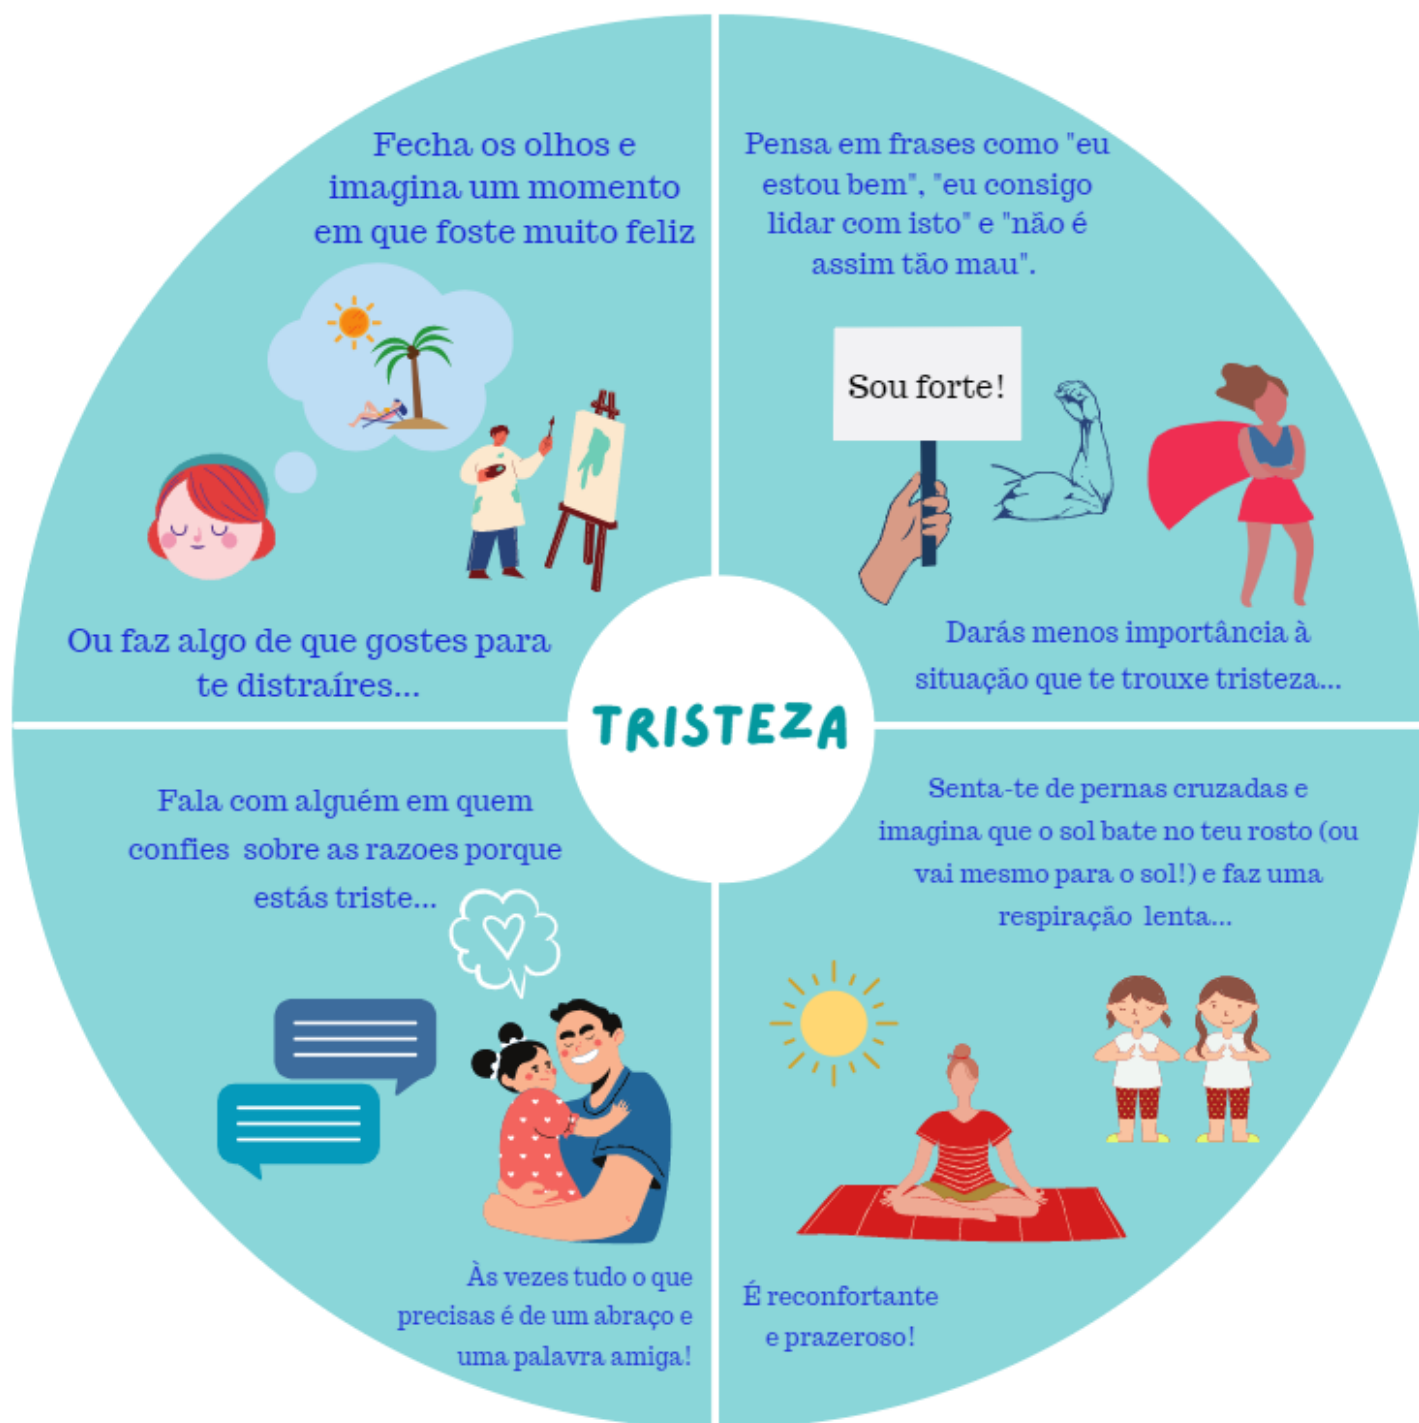 Fecha os olhos e
imagina um momento
em que foste muito feliz
Ou faz algo de que gostes para
te distraíres...
Pensa em frases como "eu
estou bem", "eu consigo
lidar com isto" e "não é
assim tão mau".
Sou forte!
Darás menos importância à
situação que te trouxe tristeza...
TRISTEZA
Fala com alguém em quem
confies sobre as razoes porque
estás triste...
Às vezes tudo o que
precisas é de um abraço e
uma palavra amiga!
Senta-te de pernas cruzadas e
imagina que o sol bate no teu rosto (ou
vai mesmo para o sol!) e faz uma
respiração lenta...
É reconfortante
e prazeroso!